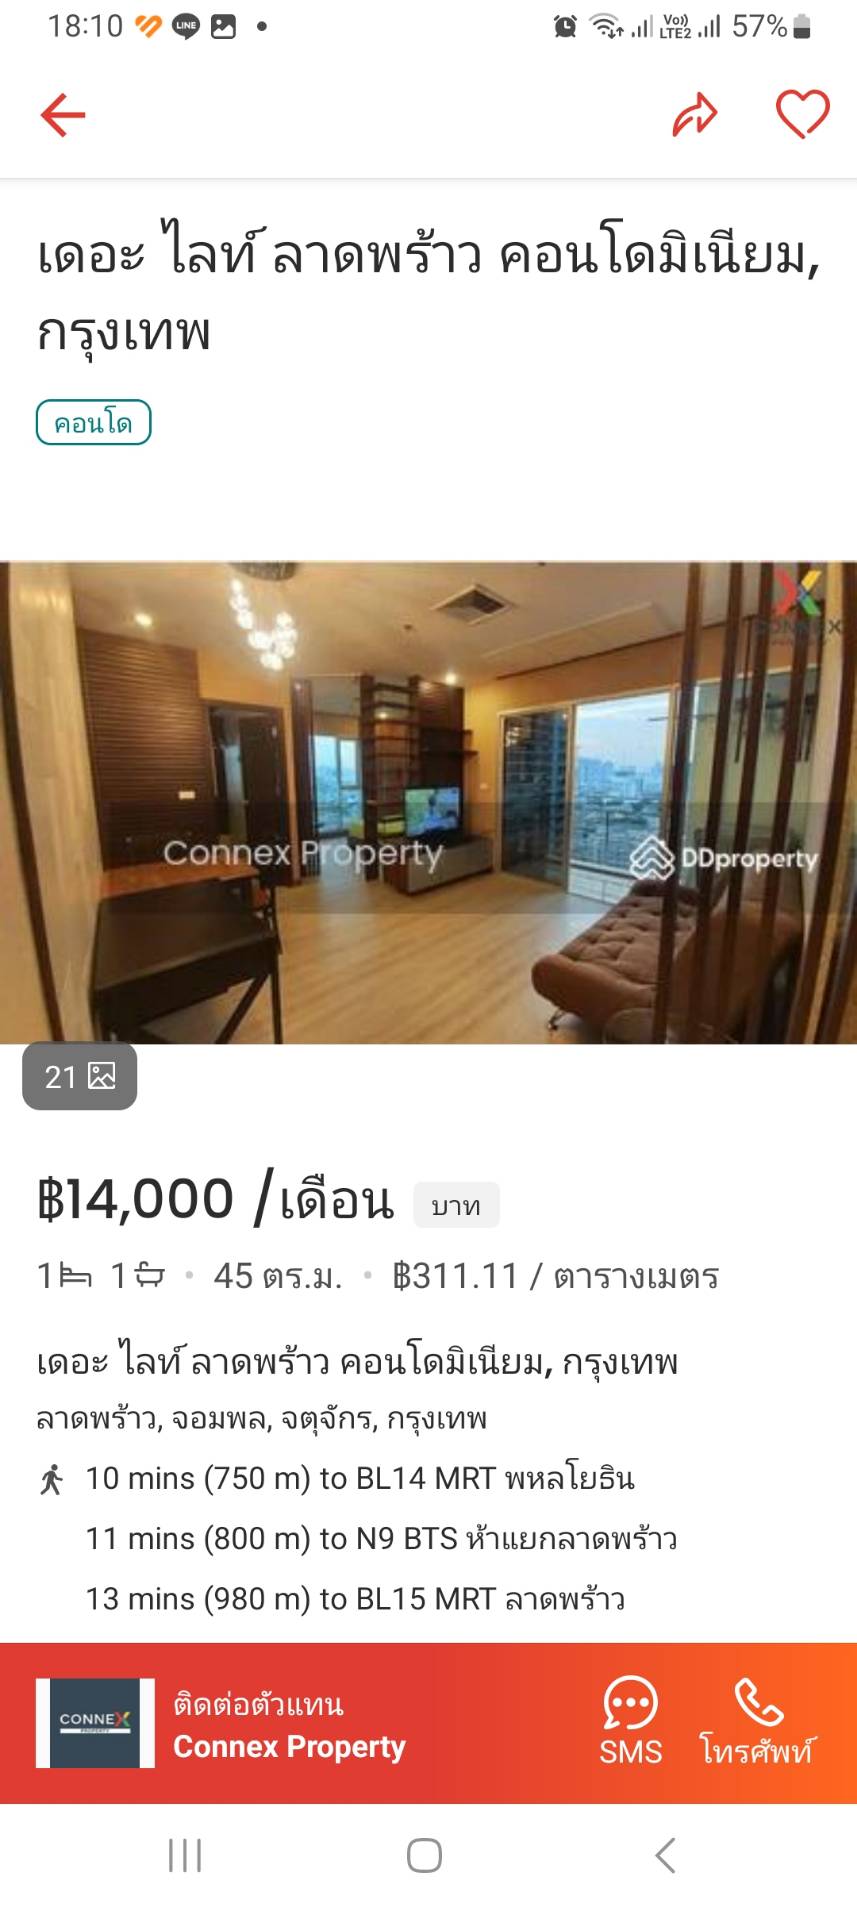 18:10 LINE Vo)) LTE2 57%
เดอะ ไลท์ ลาดพร้าว คอนโดมิเนียม,
กรุงเทพ
คอนโด
CONNEX
Connex Property
DDproperty
21
฿14,000 /เดือน บาท
1 1 • 45 ตร.ม. • ฿311.11 / ตารางเมตร
เดอะ ไลท์ ลาดพร้าว คอนโดมิเนียม, กรุงเทพ
ลาดพร้าว, จอมพล, จตุจักร, กรุงเทพ
10 mins (750 m) to BL14 MRT พหลโยธิน
11 mins (800 m) to N9 BTS ห้าแยกลาดพร้าว
13 mins (980 m) to BL15 MRT ลาดพร้าว
CONNEX
PROPERTY
ติดต่อตัวแทน
Connex Property
SMS
โทรศัพท์